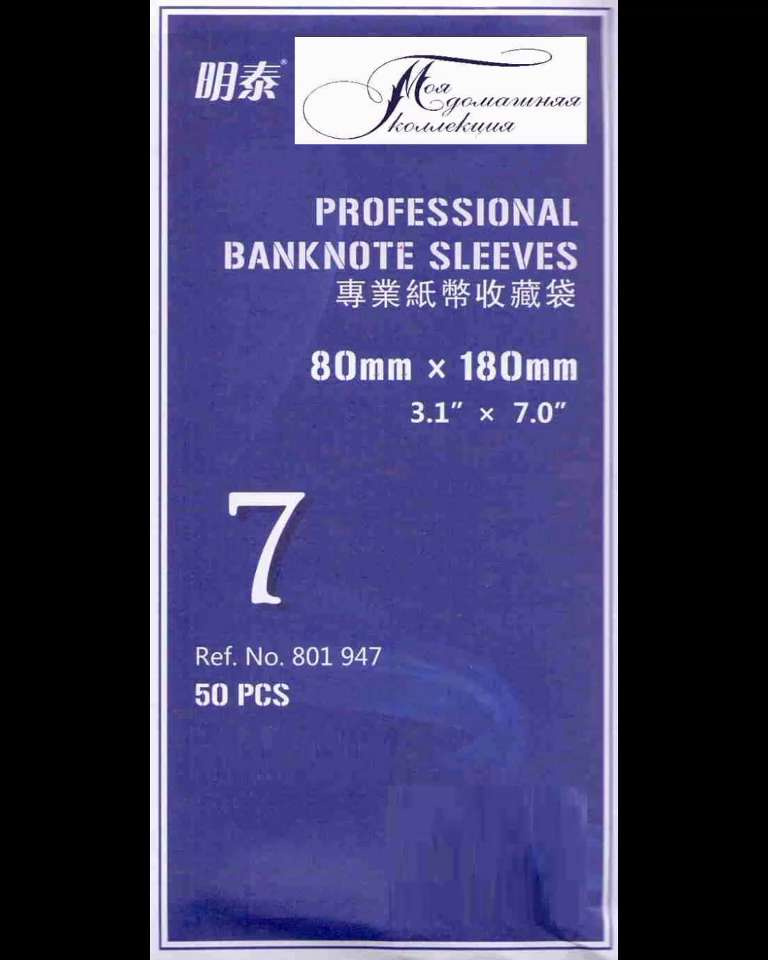 明泰®
Моя
домашняя
коллекция
PROFESSIONAL
BANKNOTE SLEEVES
專業紙幣收藏袋
80mm × 180mm
3.1″ × 7.0″
7
Ref. No. 801 947
50 PCS